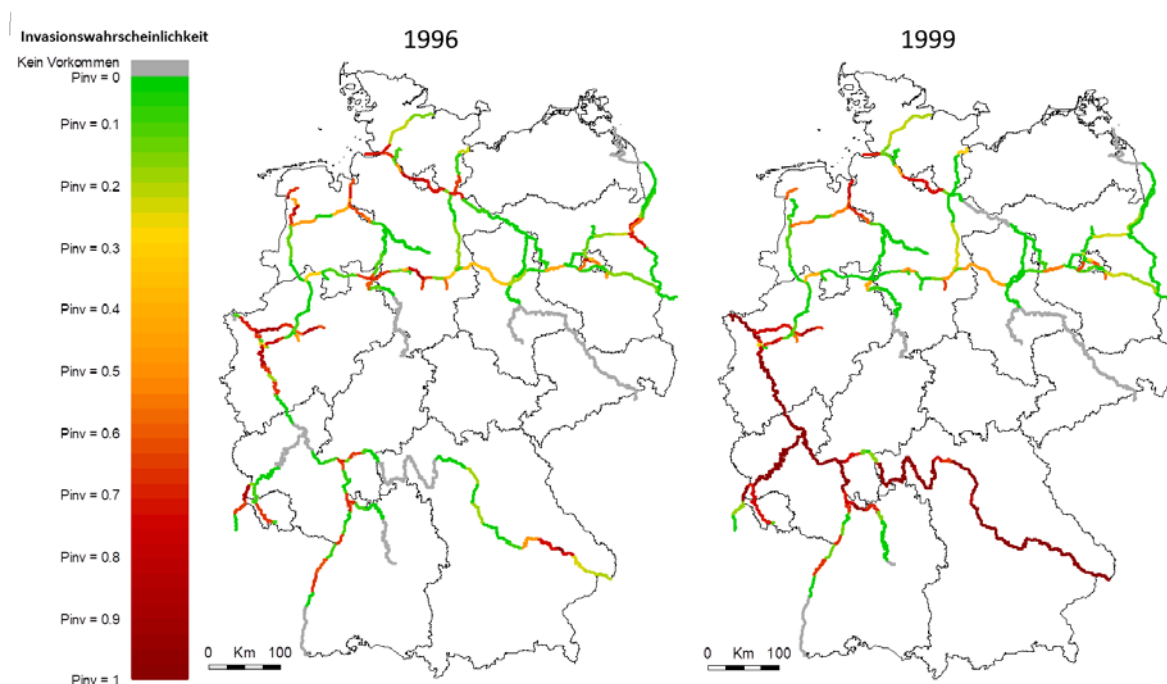 Invasionswahrscheinlichkeit
1996
1999
Kein Vorkommen
Pinv = 0
Pinv = 0.1
Pinv = 0.2
Pinv = 0.3
Pinv = 0.4
Pinv = 0.5
Pinv = 0.6
Pinv = 0.7
Pinv = 0.8
Pinv = 0.9
Pinv = 1
0 Km 100
0 Km 100